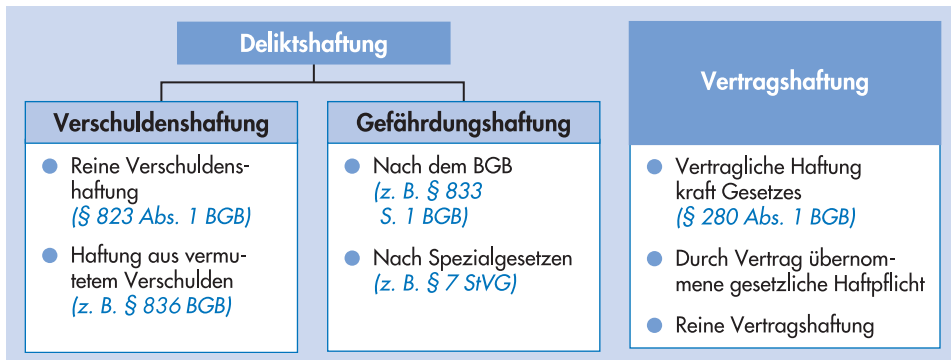 Deliktshaftung
Verschuldenshaftung
Reine Verschuldens-
haftung
(§ 823 Abs. 1 BGB)
Haftung aus vermu-
tetem Verschulden
(z. B. § 836 BGB)
Gefährdungshaftung
Nach dem BGB
(z. B. § 833
S. 1 BGB)
Nach Spezialgesetzen
(z. B. § 7 StVG)
Vertragshaftung
Vertragliche Haftung
kraft Gesetzes
(§ 280 Abs. 1 BGB)
Durch Vertrag übernom-
mene gesetzliche Haftpflicht
Reine Vertragshaftung